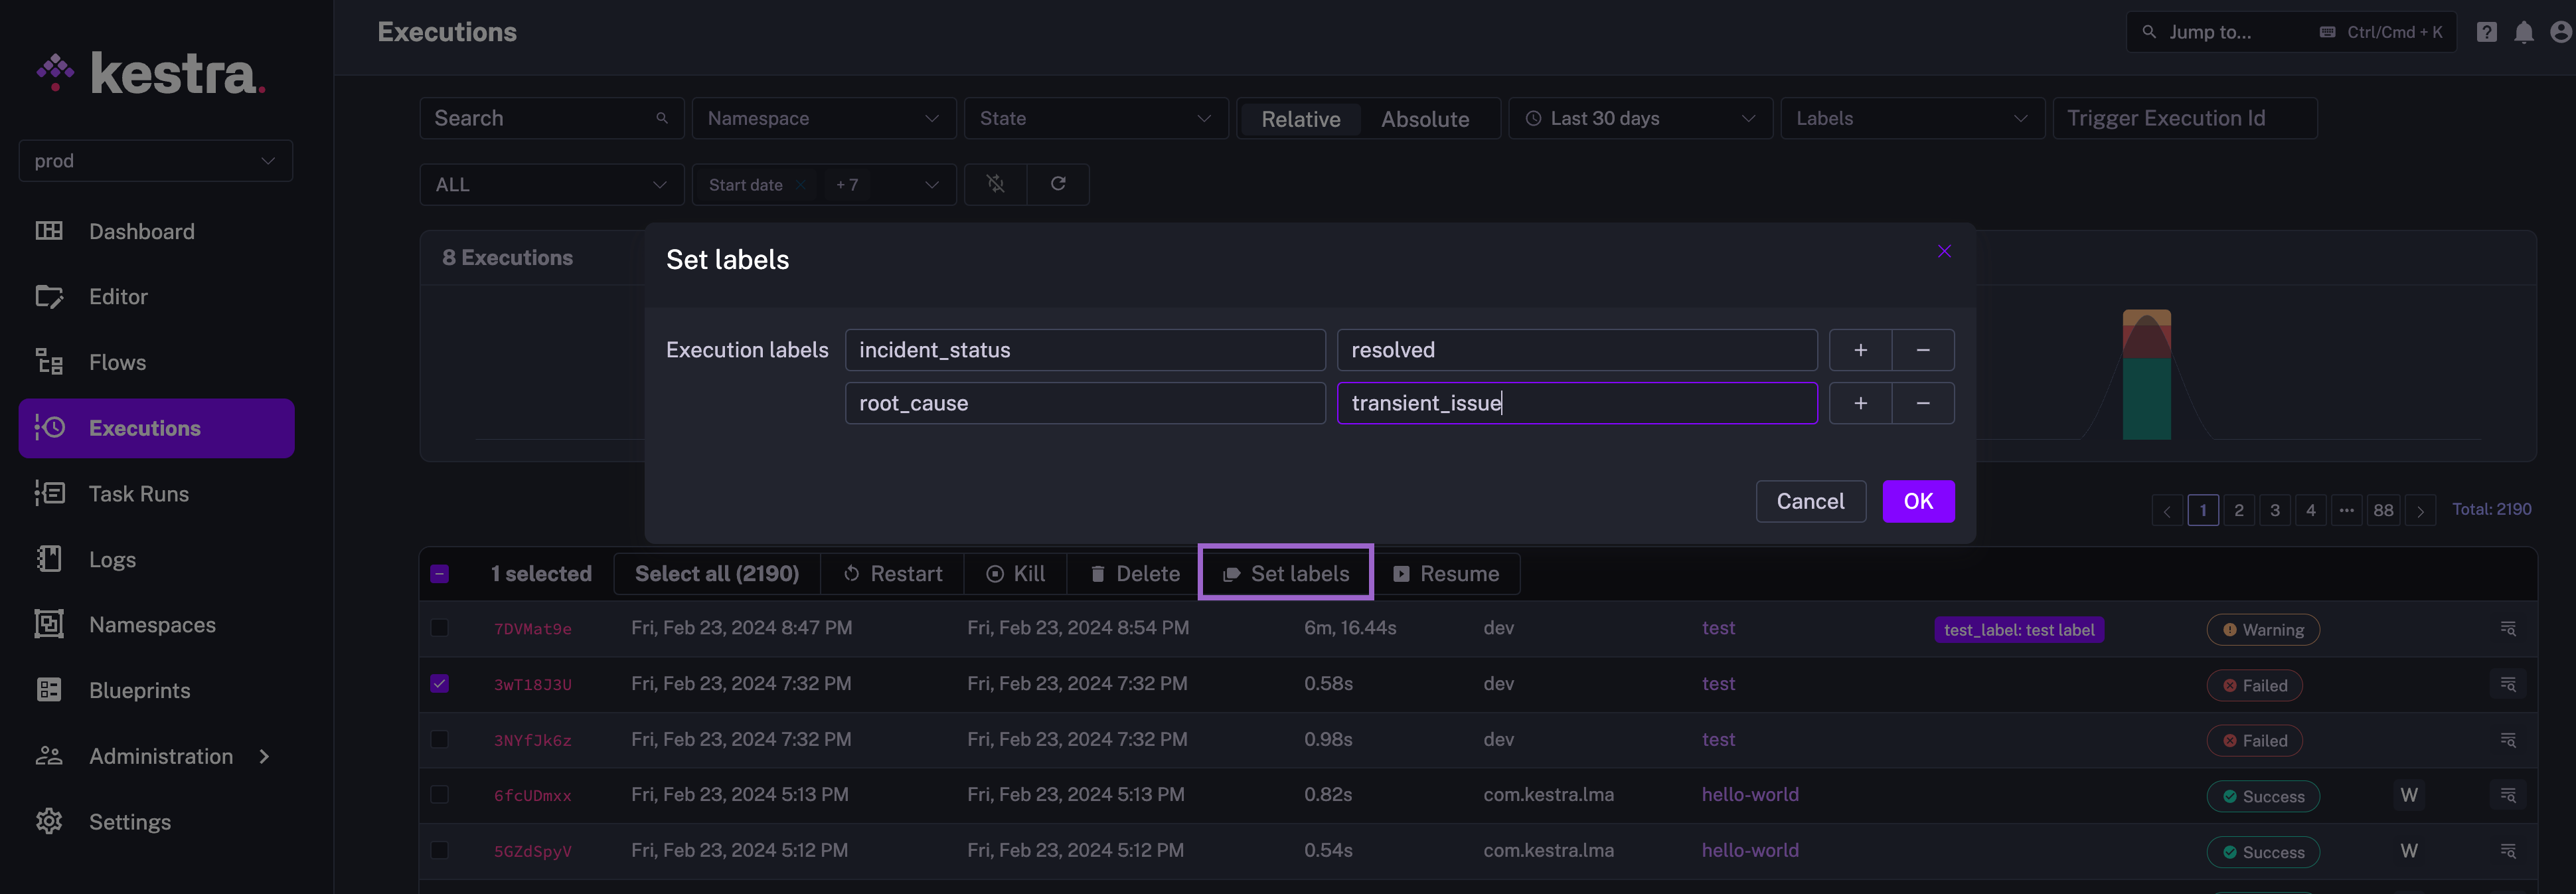 Executions
Jump to...
Ctrl/Cmd + K
kestra.
prod
Dashboard
Editor
Flows
Executions
Task Runs
Logs
Namespaces
Blueprints
Administration
Settings
Search
Namespace
State
Relative
Absolute
Last 30 days
Labels
Trigger Execution Id
ALL
Start date
+ 7
8 Executions
Set labels
Execution labels
incident_status
resolved
root_cause
transient_issue
Cancel
OK
1 2 3 4 ••• 88
Total: 2190
1 selected
Select all (2190)
Restart
Kill
Delete
Set labels
Resume
7DVMat9e Fri, Feb 23, 2024 8:47 PM Fri, Feb 23, 2024 8:54 PM 6m, 16.44s dev test test_label: test label Warning
3wT18J3U Fri, Feb 23, 2024 7:32 PM Fri, Feb 23, 2024 7:32 PM 0.58s dev test Failed
3NYfJk6z Fri, Feb 23, 2024 7:32 PM Fri, Feb 23, 2024 7:32 PM 0.98s dev test Failed
6fcUDmxx Fri, Feb 23, 2024 5:13 PM Fri, Feb 23, 2024 5:13 PM 0.82s com.kestra.lma hello-world Success W
5GZdSpyV Fri, Feb 23, 2024 5:12 PM Fri, Feb 23, 2024 5:12 PM 0.54s com.kestra.lma hello-world Success W